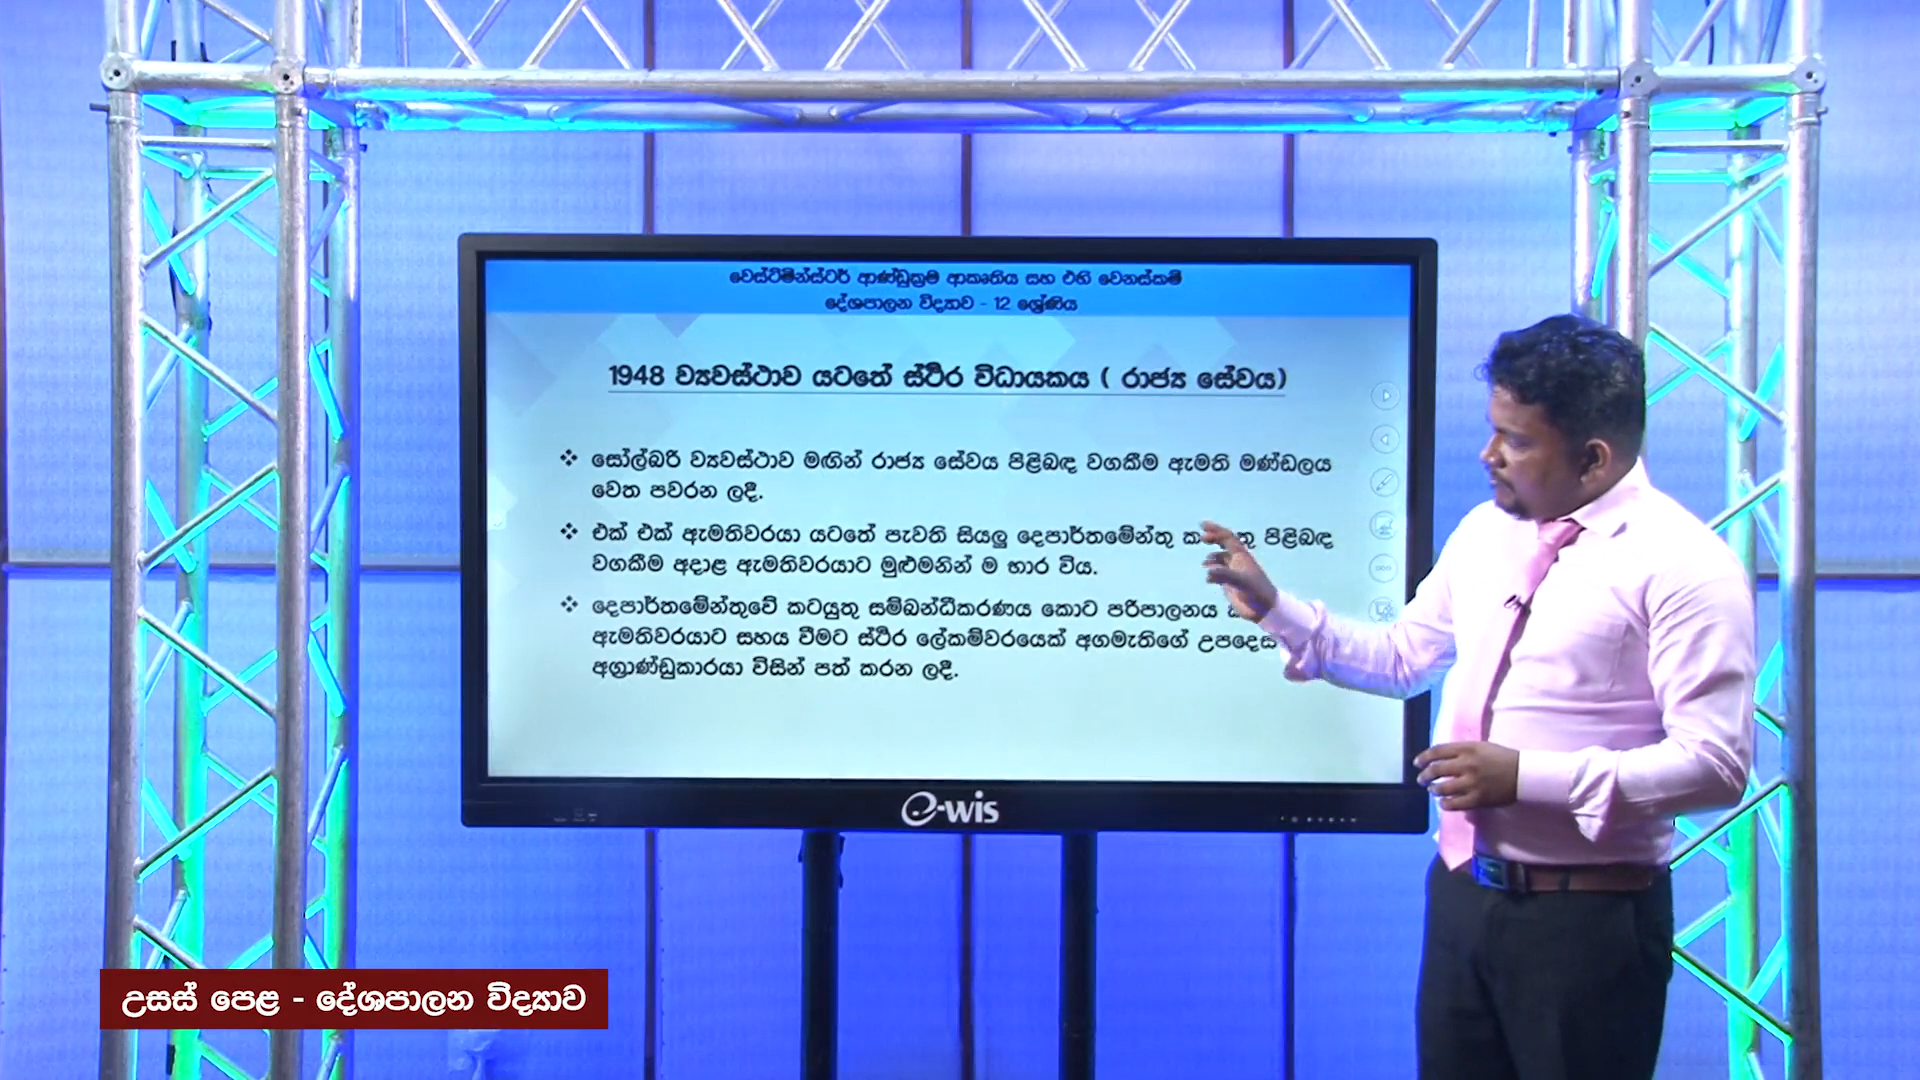 වෙස්ට්මින්ස්ටර් ආණ්ඩුක්‍රම ආකෘතිය සහ එහි වෙනස්කම්
දේශපාලන විද්‍යාව - 12 ශ්‍රේණිය
1948 ව්‍යවස්ථාව යටතේ ස්ථිර විධායකය ( රාජ්‍ය සේවය)
❖ සෝල්බරි ව්‍යවස්ථාව මඟින් රාජ්‍ය සේවය පිළිබඳ වගකීම ඇමති මණ්ඩලය
වෙත පවරන ලදී.
❖ එක් එක් ඇමතිවරයා යටතේ පැවති සියලු දෙපාර්තමේන්තු පිළිබඳ
වගකීම අදාළ ඇමතිවරයාට මුළුමනින් ම භාර විය.
❖ දෙපාර්තමේන්තුවේ කටයුතු සම්බන්ධීකරණය කොට පරිපාලනය
ඇමතිවරයාට සහය වීමට ස්ථිර ලේකම්වරයෙක් අගමැතිගේ
අග්‍රාණ්ඩුකාරයා විසින් පත් කරන ලදී.
e-wis
උසස් පෙළ - දේශපාලන විද්‍යාව